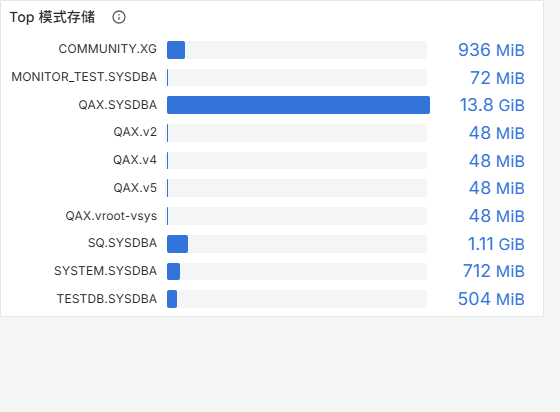 Top 模式存储
COMMUNITY.XG 936 MiB
MONITOR_TEST.SYSDBA 72 MiB
QAX.SYSDBA 13.8 GiB
QAX.v2 48 MiB
QAX.v4 48 MiB
QAX.v5 48 MiB
QAX.vroot-vsys 48 MiB
SQ.SYSDBA 1.11 GiB
SYSTEM.SYSDBA 712 MiB
TESTDB.SYSDBA 504 MiB